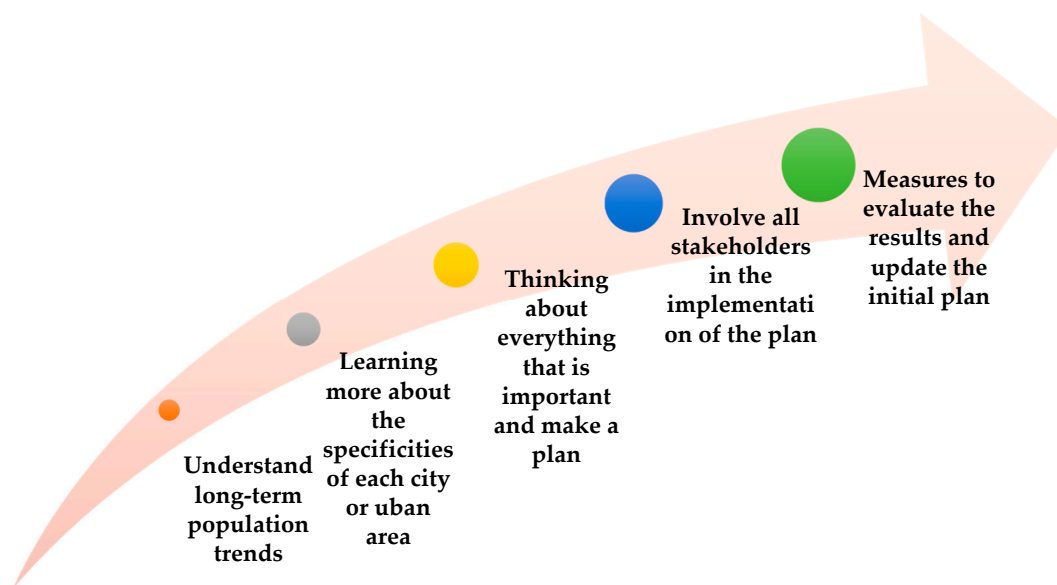 Understand
long-term
population
trends
Learning
more about
the
specificities
of each city
or uban
area
Thinking
about
everything
that is
important
and make a
plan
Involve all
stakeholders
in the
implementati
on of the plan
Measures to
evaluate the
results and
update the
initial plan